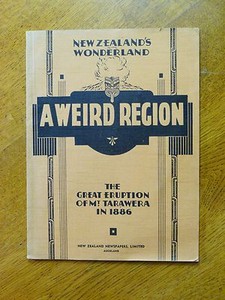 NEW ZEALAND'S
WONDERLAND
A WEIRD REGION
THE
GREAT ERUPTION
OF MT TARAWERA
IN 1886
NEW ZEALAND NEWSPAPERS, LIMITED
AUCKLAND